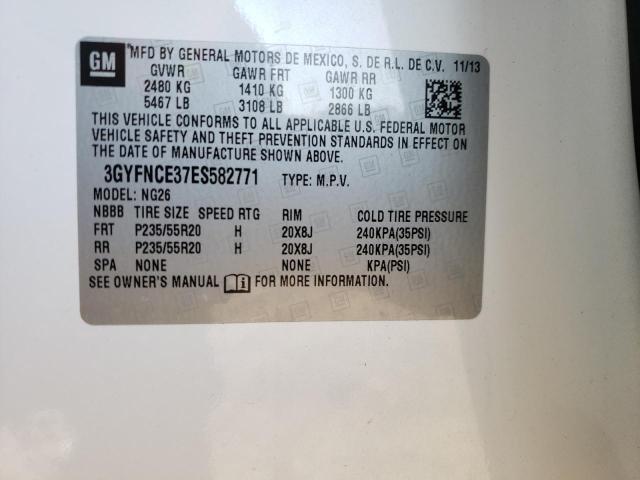 GM *MFD BY GENERAL MOTORS DE MEXICO, S. DE R.L. DE C.V. 11/13
GVWR GAWR FRT GAWR RR
2480 KG 1410 KG 1300 KG
5467 LB 3108 LB 2866 LB
THIS VEHICLE CONFORMS TO ALL APPLICABLE U.S. FEDERAL MOTOR
VEHICLE SAFETY AND THEFT PREVENTION STANDARDS IN EFFECT ON
THE DATE OF MANUFACTURE SHOWN ABOVE.
3GYFNCE37ES582771 TYPE: M.P.V.
MODEL: NG26
NBBB TIRE SIZE SPEED RTG RIM COLD TIRE PRESSURE
FRT P235/55R20 H 20X8J 240KPA(35PSI)
RR P235/55R20 H 20X8J 240KPA(35PSI)
SPA NONE NONE KPA(PSI)
SEE OWNER'S MANUAL FOR MORE INFORMATION.